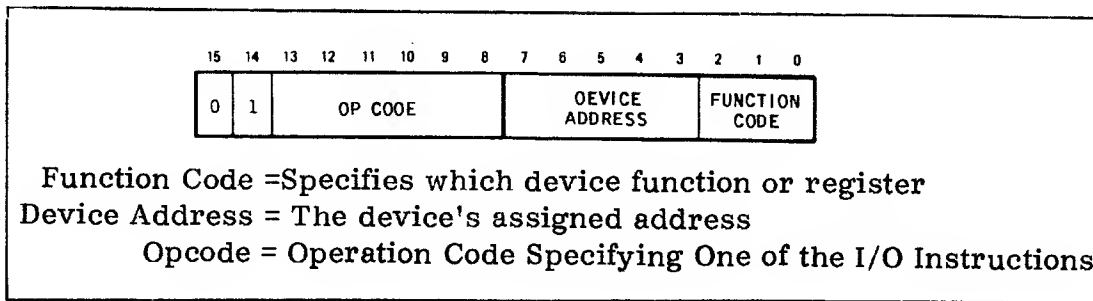 15 14 13 12 11 10 9 8 7 6 5 4 3 2 1 0
0 1 OP CODE OEVICE ADDRESS FUNCTION CODE
Function Code =Specifies which device function or register
Device Address = The device's assigned address
Opcode = Operation Code Specifying One of the I/O Instructions